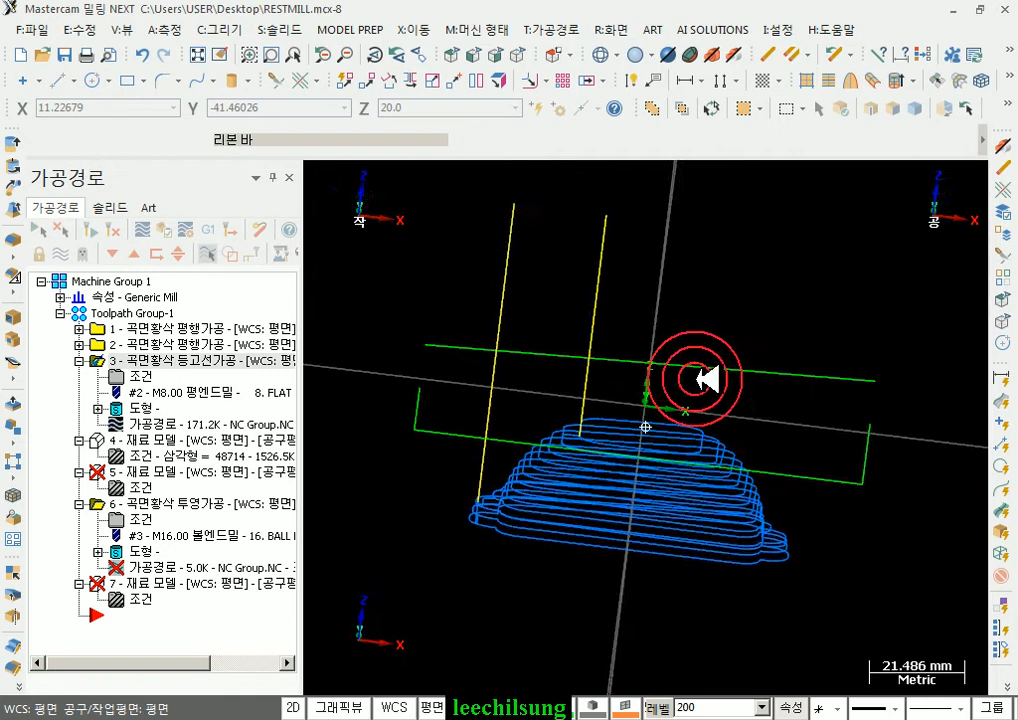 Mastercam 밀링 NEXT C:\Users\USER\Desktop\RESTMILL.mcx-8
F:파일 E:수정 V:뷰 A:측정 C:그리기 S:솔리드 MODEL PREP X:이동 M:머신 형태 T:가공경로 R:화면 ART AI SOLUTIONS I:설정 H:도움말
X 11.22679 Y -41.46026 Z 20.0
리본 바
가공경로
가공경로 솔리드 Art
G1
Machine Group 1
속성 - Generic Mill
Toolpath Group-1
1 - 곡면황삭 평행가공 - [WCS: 평면]
2 - 곡면황삭 평행가공 - [WCS: 평면]
3 - 곡면황삭 등고선가공 - [WCS: 평면
조건
#2 - M8.00 평엔드밀 - 8. FLAT
도형 -
가공경로 - 171.2K - NC Group.NC
4 - 재료 모델 - [WCS: 평면] - [공구평
조건 - 삼각형 = 48714 - 1526.5K
5 - 재료 모델 - [WCS: 평면] - [공구평
조건
6 - 곡면황삭 투영가공 - [WCS: 평면]
조건
#3 - M16.00 볼엔드밀 - 16. BALL
도형 -
가공경로 - 5.0K - NC Group.NC -
7 - 재료 모델 - [WCS: 평면] - [공구평
조건
Z
X
작
Z
X
공
X
Z
X
21.486 mm
Metric
WCS: 평면 공구/작업평면: 평면 2D 그래픽뷰 WCS 평면 leechilsung 레벨 200 속성 그룹